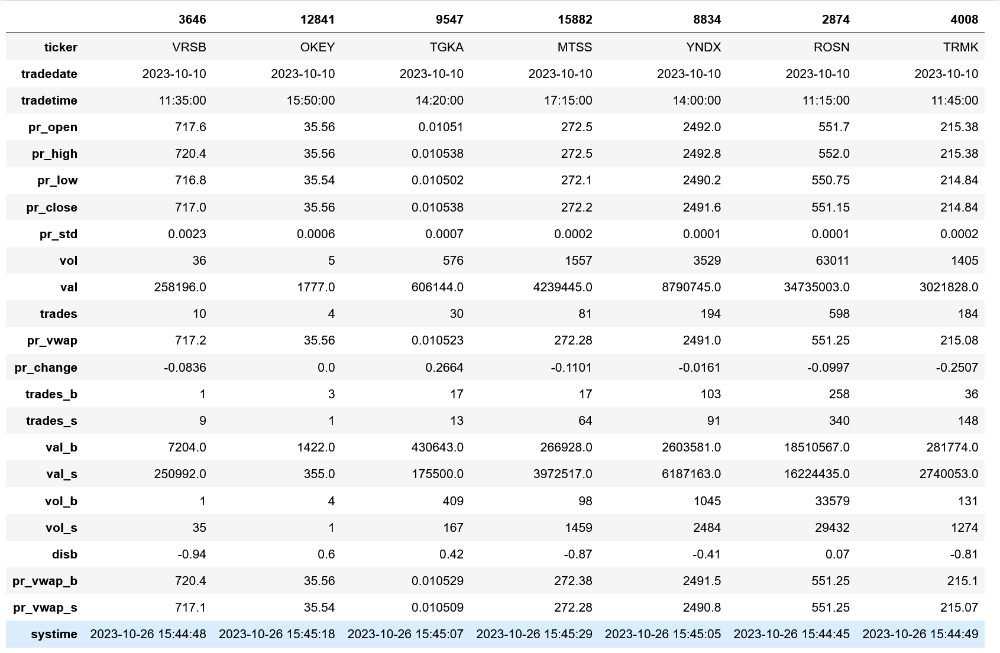 3646 12841 9547 15882 8834 2874 4008
ticker VRSB OKEY TGKA MTSS YNDX ROSN TRMK
tradedate 2023-10-10 2023-10-10 2023-10-10 2023-10-10 2023-10-10 2023-10-10 2023-10-10
tradetime 11:35:00 15:50:00 14:20:00 17:15:00 14:00:00 11:15:00 11:45:00
pr_open 717.6 35.56 0.01051 272.5 2492.0 551.7 215.38
pr_high 720.4 35.56 0.010538 272.5 2492.8 552.0 215.38
pr_low 716.8 35.54 0.010502 272.1 2490.2 550.75 214.84
pr_close 717.0 35.56 0.010538 272.2 2491.6 551.15 214.84
pr_std 0.0023 0.0006 0.0007 0.0002 0.0001 0.0001 0.0002
vol 36 5 576 1557 3529 63011 1405
val 258196.0 1777.0 606144.0 4239445.0 8790745.0 34735003.0 3021828.0
trades 10 4 30 81 194 598 184
pr_vwap 717.2 35.56 0.010523 272.28 2491.0 551.25 215.08
pr_change -0.0836 0.0 0.2664 -0.1101 -0.0161 -0.0997 -0.2507
trades_b 1 3 17 17 103 258 36
trades_s 9 1 13 64 91 340 148
val_b 7204.0 1422.0 430643.0 266928.0 2603581.0 18510567.0 281774.0
val_s 250992.0 355.0 175500.0 3972517.0 6187163.0 16224435.0 2740053.0
vol_b 1 4 409 98 1045 33579 131
vol_s 35 1 167 1459 2484 29432 1274
disb -0.94 0.6 0.42 -0.87 -0.41 0.07 -0.81
pr_vwap_b 720.4 35.56 0.010529 272.38 2491.5 551.25 215.1
pr_vwap_s 717.1 35.54 0.010509 272.28 2490.8 551.25 215.07
systime 2023-10-26 15:44:48 2023-10-26 15:45:18 2023-10-26 15:45:07 2023-10-26 15:45:29 2023-10-26 15:45:05 2023-10-26 15:44:45 2023-10-26 15:44:49